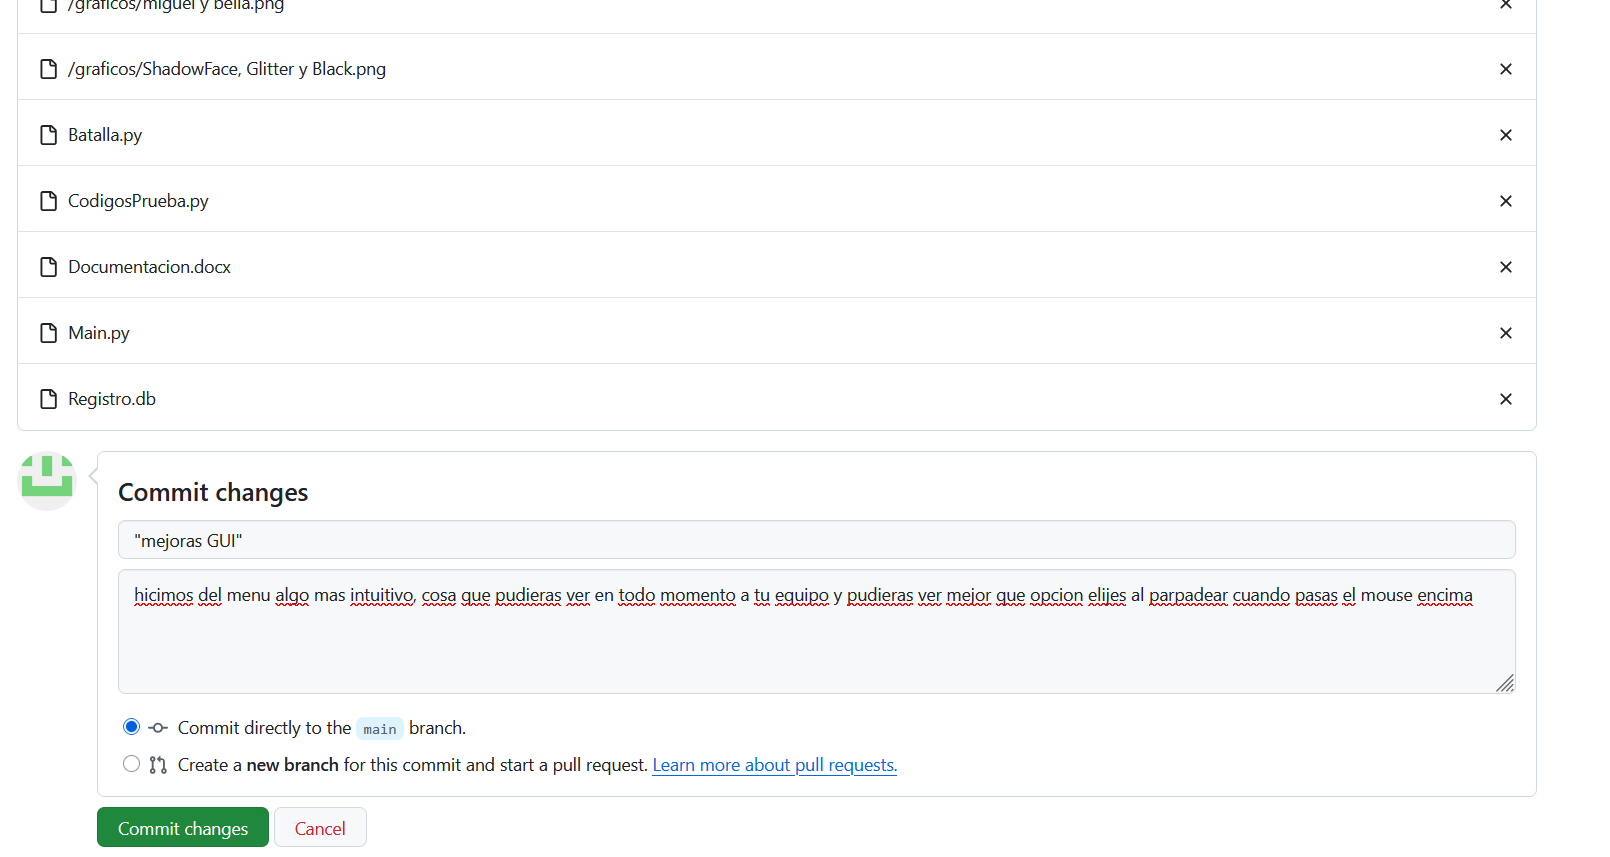 /graficos/miguel y bella.png
/graficos/ShadowFace, Glitter y Black.png
Batalla.py
CodigosPrueba.py
Documentacion.docx
Main.py
Registro.db
Commit changes
"mejoras GUI"
hicimos del menu algo mas intuitivo, cosa que pudieras ver en todo momento a tu equipo y pudieras ver mejor que opcion elijes al parpadear cuando pasas el mouse encima
Commit directly to the main branch.
Create a new branch for this commit and start a pull request. Learn more about pull requests.
Commit changes Cancel